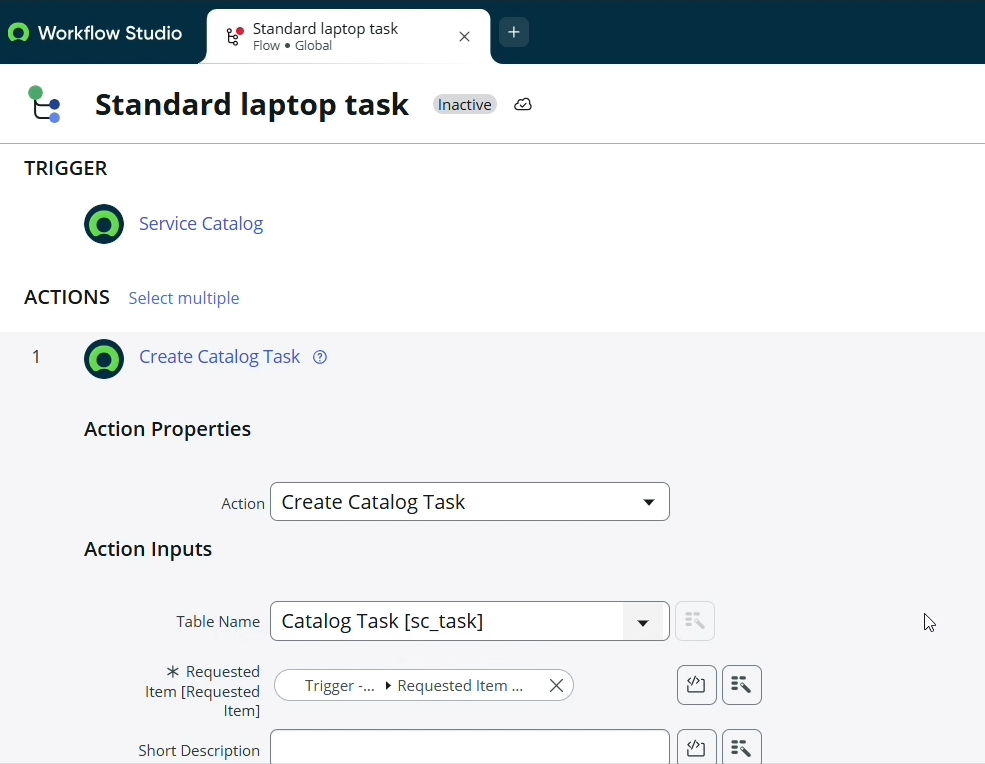 Workflow Studio
Standard laptop task
Flow • Global
Standard laptop task
Inactive
TRIGGER
Service Catalog
ACTIONS
Select multiple
1
Create Catalog Task
Action Properties
Action
Create Catalog Task
Action Inputs
Table Name
Catalog Task [sc_task]
* Requested
Item [Requested
Item]
Trigger -... ▸ Requested Item ...
Short Description